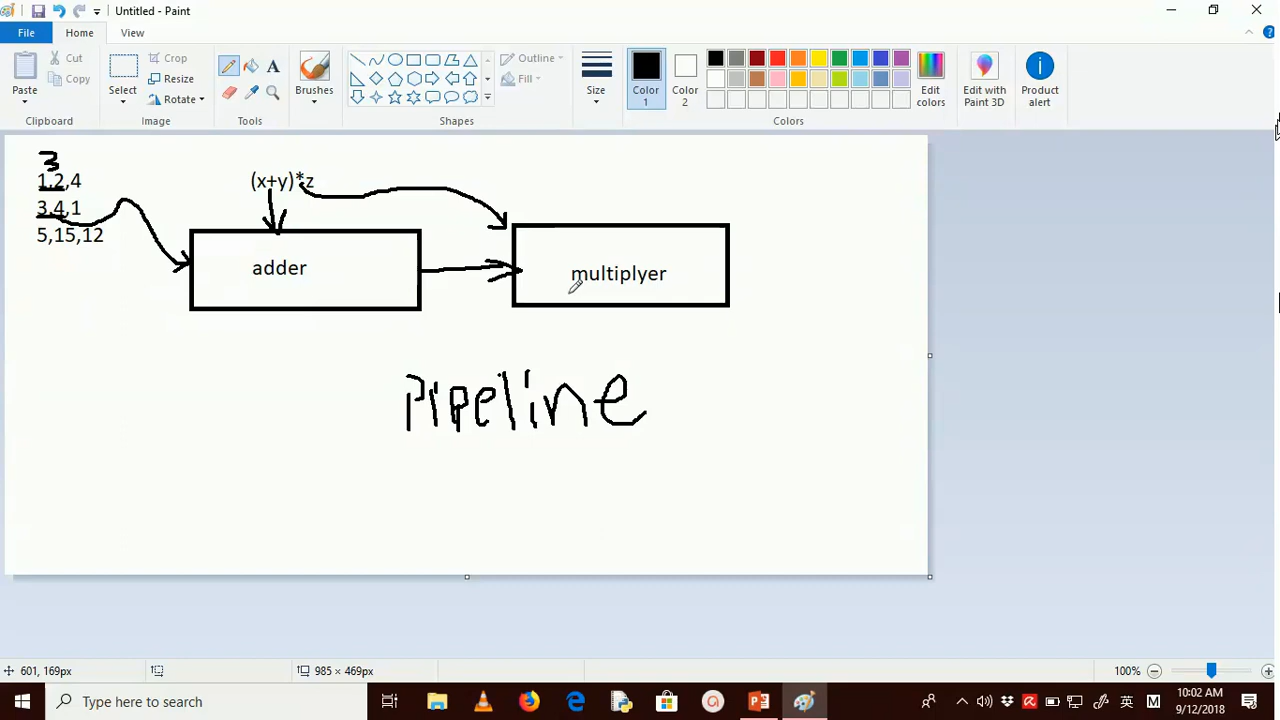 Untitled - Paint
File
Home
View
Paste
Cut
Copy
Clipboard
Select
Crop
Resize
Rotate
Image
Tools
Brushes
Shapes
Outline
Fill
Size
Color 1
Color 2
Colors
Edit colors
Edit with Paint 3D
Product alert
3
1,2,4
3,4,1
5,15,12
(x+y)*z
adder
multiplyer
Pipeline
601, 169px
985 × 469px
100%
Type here to search
英
M
10:02 AM
9/12/2018